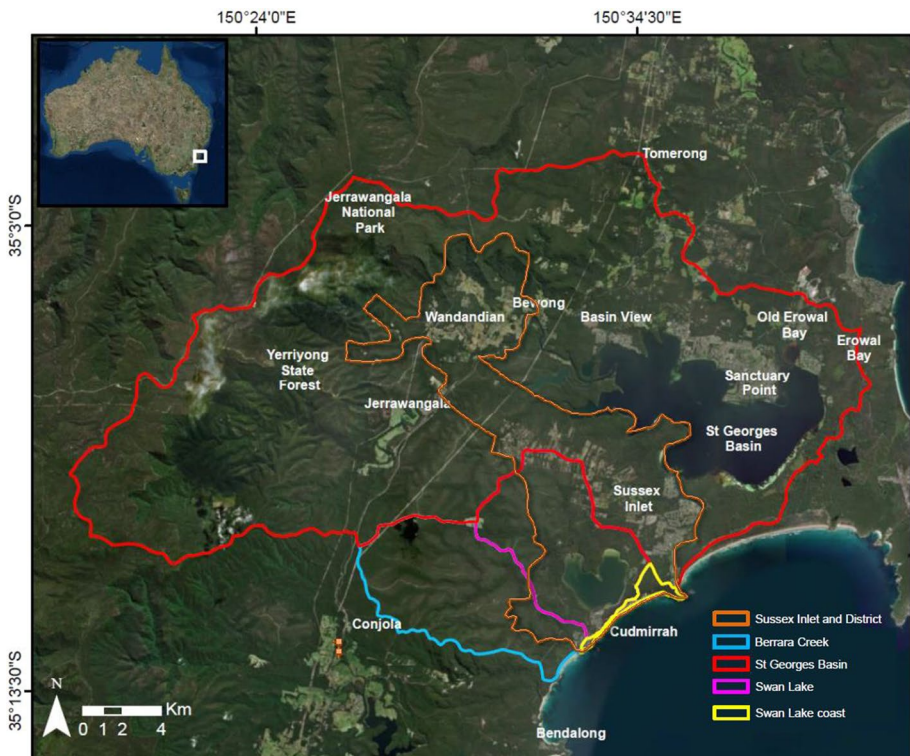 150°24'0"E
150°34'30"E
Tomerong
Jerrawangala
National
Park
35°3'0"S
Bewong
Wandandian
Basin View
Old Erowal
Bay
Erowal
Bay
Yerriyong
State
Forest
Sanctuary
Point
Jerrawangala
St Georges
Basin
Sussex
Inlet
Conjola
Cudmirrah
Bendalong
35°13'30"S
N
Km
0 1 2 4
Sussex Inlet and District
Berrara Creek
St Georges Basin
Swan Lake
Swan Lake coast